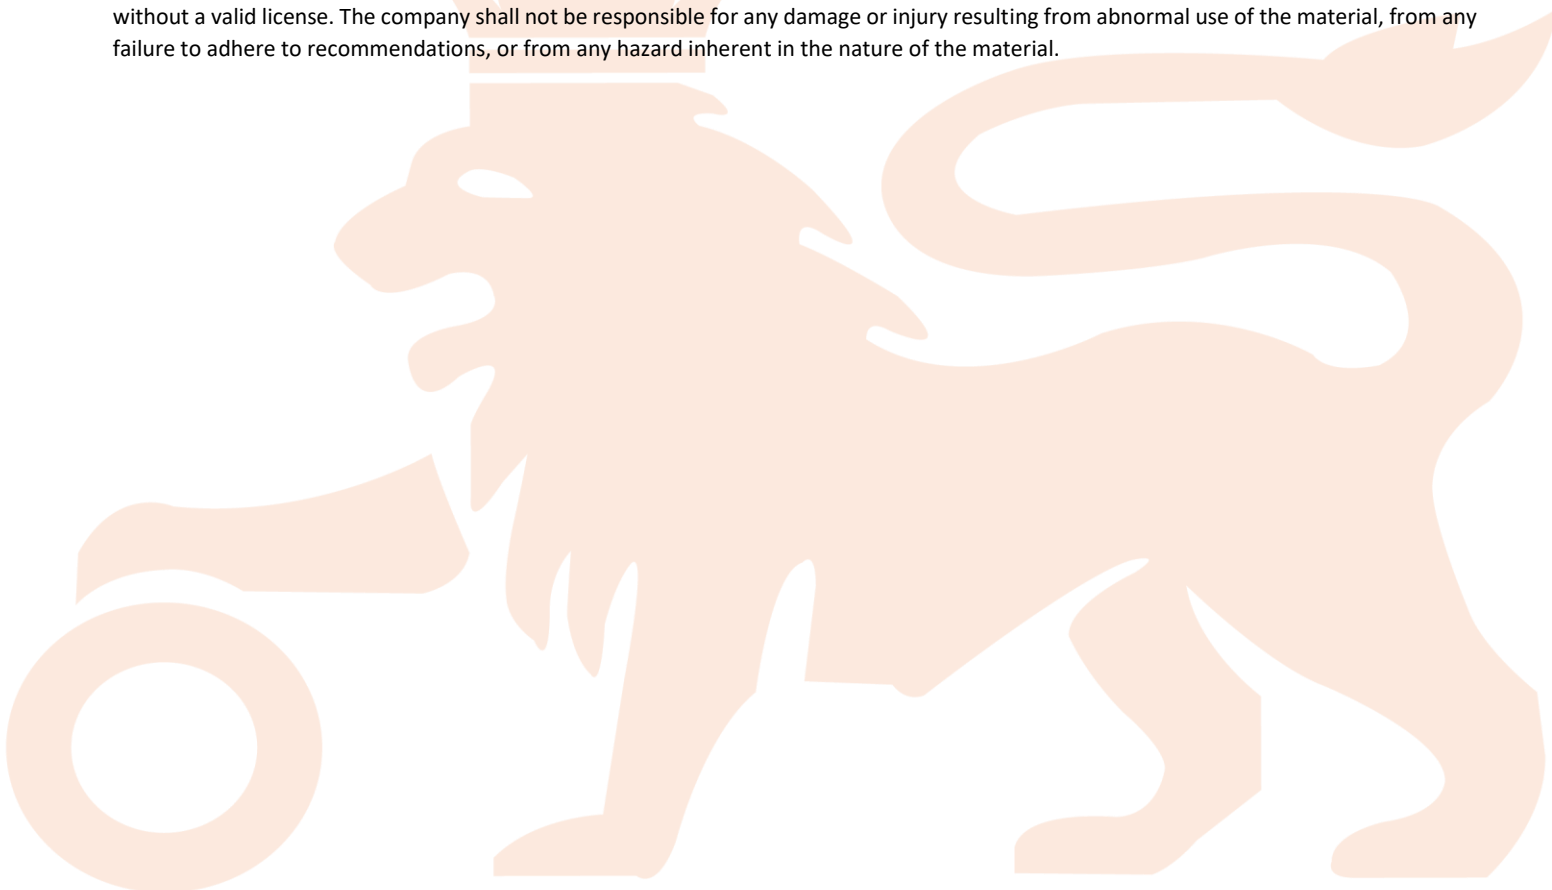 without a valid license. The company shall not be responsible for any damage or injury resulting from abnormal use of the material, from any
failure to adhere to recommendations, or from any hazard inherent in the nature of the material.